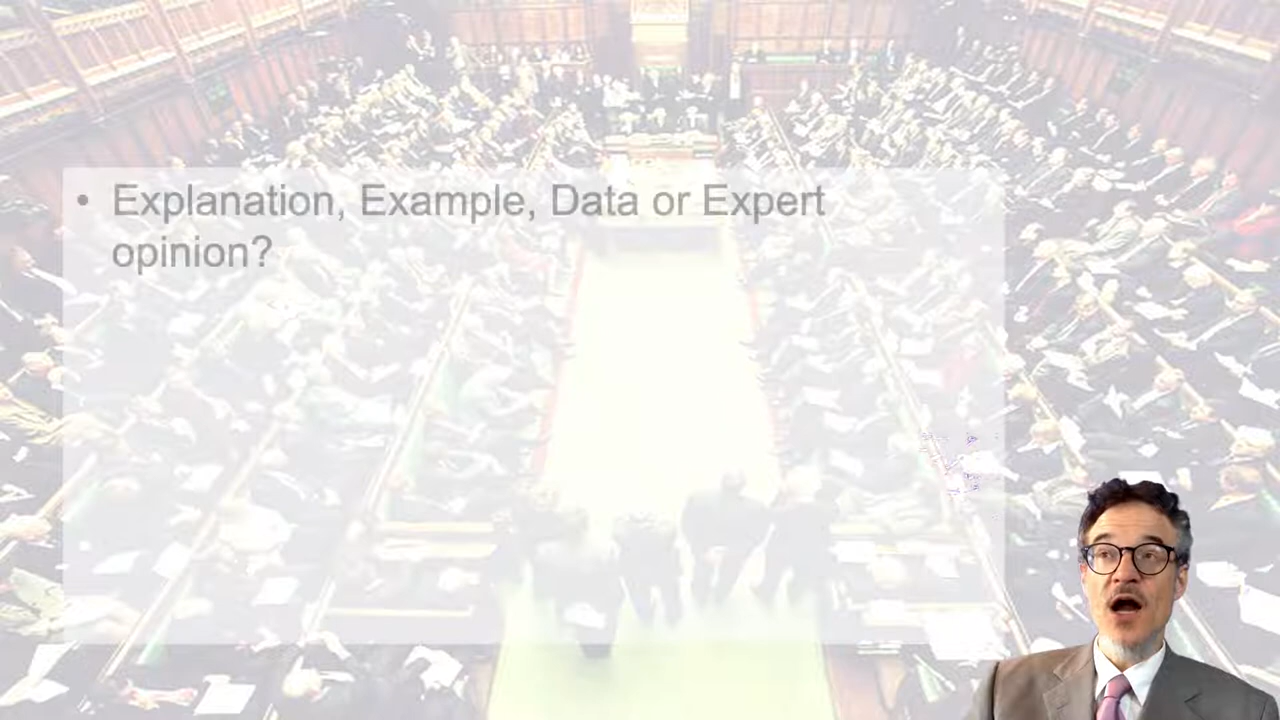 • Explanation, Example, Data or Expert
opinion?